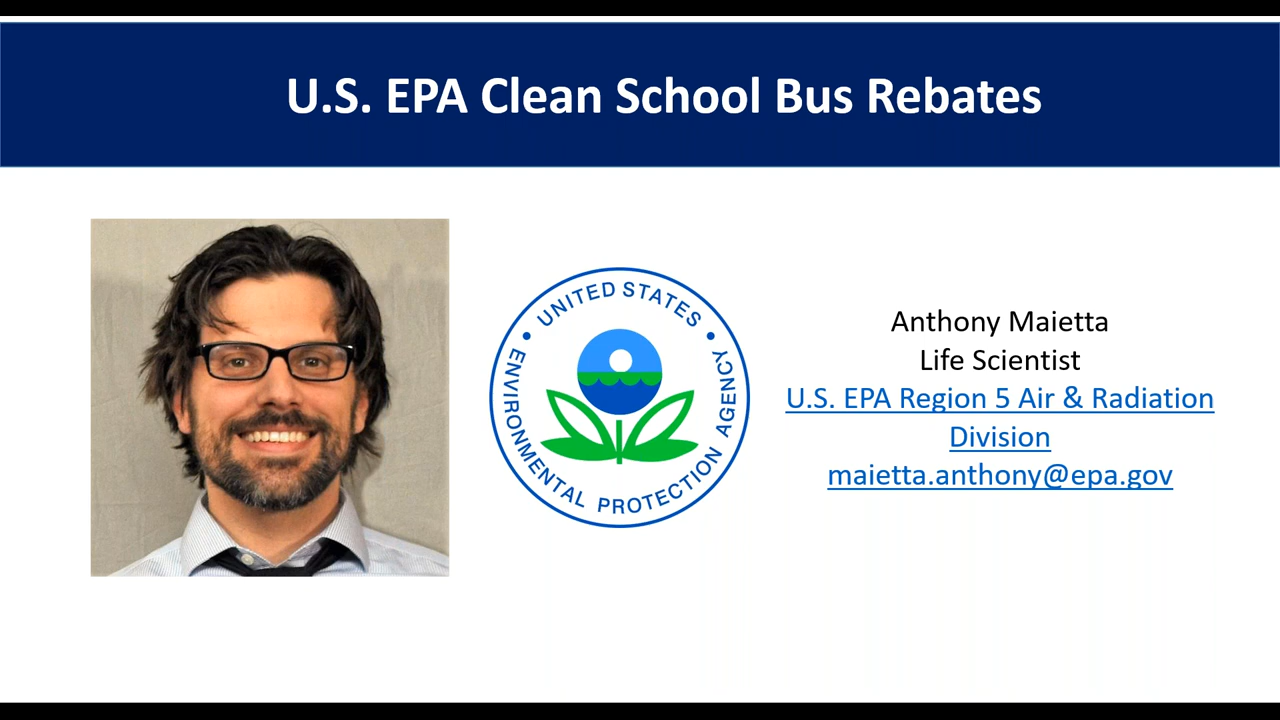 U.S. EPA Clean School Bus Rebates
UNITED STATES
ENVIRONMENTAL PROTECTION AGENCY
Anthony Maietta
Life Scientist
U.S. EPA Region 5 Air & Radiation
Division
maietta.anthony@epa.gov